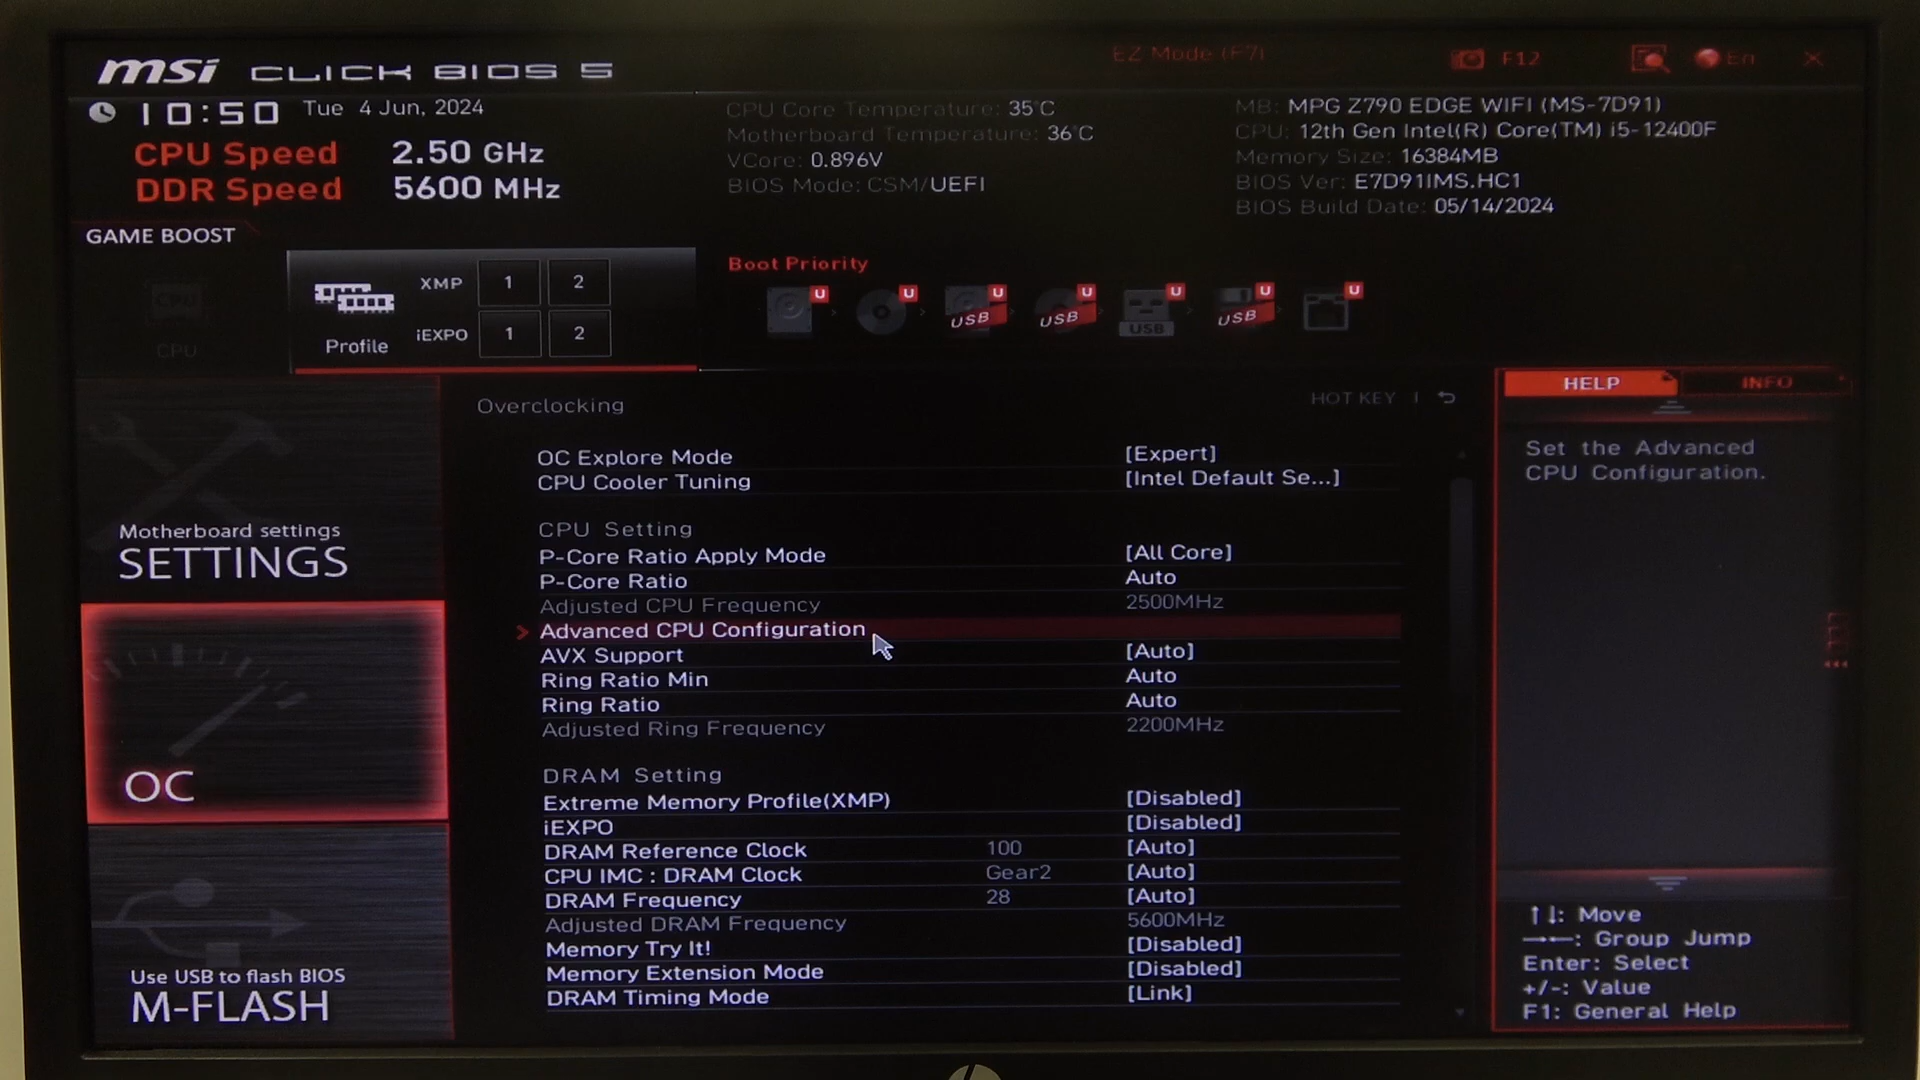 msi CLICK BIOS 5
EZ Mode (F7)
F12
En
10:50 Tue 4 Jun, 2024
CPU Speed 2.50 GHz
DDR Speed 5600 MHz
CPU Core Temperature: 35°C
Motherboard Temperature: 36°C
VCore: 0.896V
BIOS Mode: CSM/UEFI
MB: MPG Z790 EDGE WIFI (MS-7D91)
CPU: 12th Gen Intel(R) Core(TM) i5-12400F
Memory Size: 16384MB
BIOS Ver: E7D91IMS.HC1
BIOS Build Date: 05/14/2024
GAME BOOST
CPU
CPU
Profile
XMP 1 2
iEXPO 1 2
Boot Priority
U U U U U U U
USB USB USB USB
Motherboard settings
SETTINGS
OC
Use USB to flash BIOS
M-FLASH
Overclocking
HOT KEY
OC Explore Mode [Expert]
CPU Cooler Tuning [Intel Default Se...]
CPU Setting
P-Core Ratio Apply Mode [All Core]
P-Core Ratio Auto
Adjusted CPU Frequency 2500MHz
> Advanced CPU Configuration
AVX Support [Auto]
Ring Ratio Min Auto
Ring Ratio Auto
Adjusted Ring Frequency 2200MHz
DRAM Setting
Extreme Memory Profile(XMP) [Disabled]
iEXPO [Disabled]
DRAM Reference Clock 100 [Auto]
CPU IMC : DRAM Clock Gear2 [Auto]
DRAM Frequency 28 [Auto]
Adjusted DRAM Frequency 5600MHz
Memory Try It! [Disabled]
Memory Extension Mode [Disabled]
DRAM Timing Mode [Link]
HELP
INFO
Set the Advanced
CPU Configuration.
↑↓: Move
→←: Group Jump
Enter: Select
+/-: Value
F1: General Help